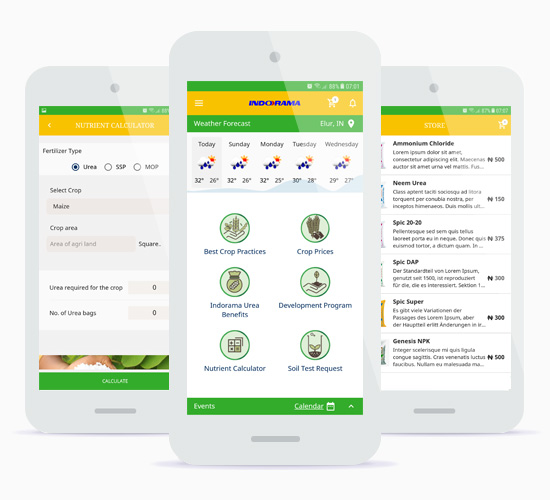 NUTRIENT CALCULATOR
Fertilizer Type
Urea
SSP
MOP
Select Crop
Maize
Crop area
Area of agri land
Square..
Urea required for the crop
0
No. of Urea bags
0
CALCULATE
88% 07:01
INDORAMA
Weather Forecast
Elur, IN
Today
Sunday
Monday
Tuesday
Wednesday
32° 26°
32° 26°
32° 25°
30° 28°
29° 27°
Best Crop Practices
Crop Prices
Indorama Urea
Benefits
Development Program
Nutrient Calculator
Soil Test Request
Events
Calendar
87% 07:07
STORE
Ammonium Chloride
Lorem ipsum dolor sit amet,
consectetur adipiscing elit. Maecenas
auctor sit amet urna vel mattis. Fus...
₦ 500
Neem Urea
Class aptent taciti sociosqu ad litora
torquent per conubia nostra, per
inceptos himenaeos. Duis mollis ult...
₦ 150
Spic 20-20
Pellentesque sed sem quis tellus
laoreet porta eu in neque. Donec quis
euismod tortor, a dictum quam. In ...
₦ 375
Spic DAP
Der Standardteil von Lorem Ipsum,
genutzt seit 1500, ist reproduziert
für die, die es interessiert. Sektion 1...
₦ 300
Spic Super
Es gibt viele Variationen der
Passages des Lorem Ipsum, aber
der Hauptteil erlitt Änderungen in ir...
₦ 300
Genesis NPK
Integer scelerisque mi quis ligula
congue sagittis. Cras venenatis luctus
faucibus. Nullam eu malesuada ma...
₦ 500